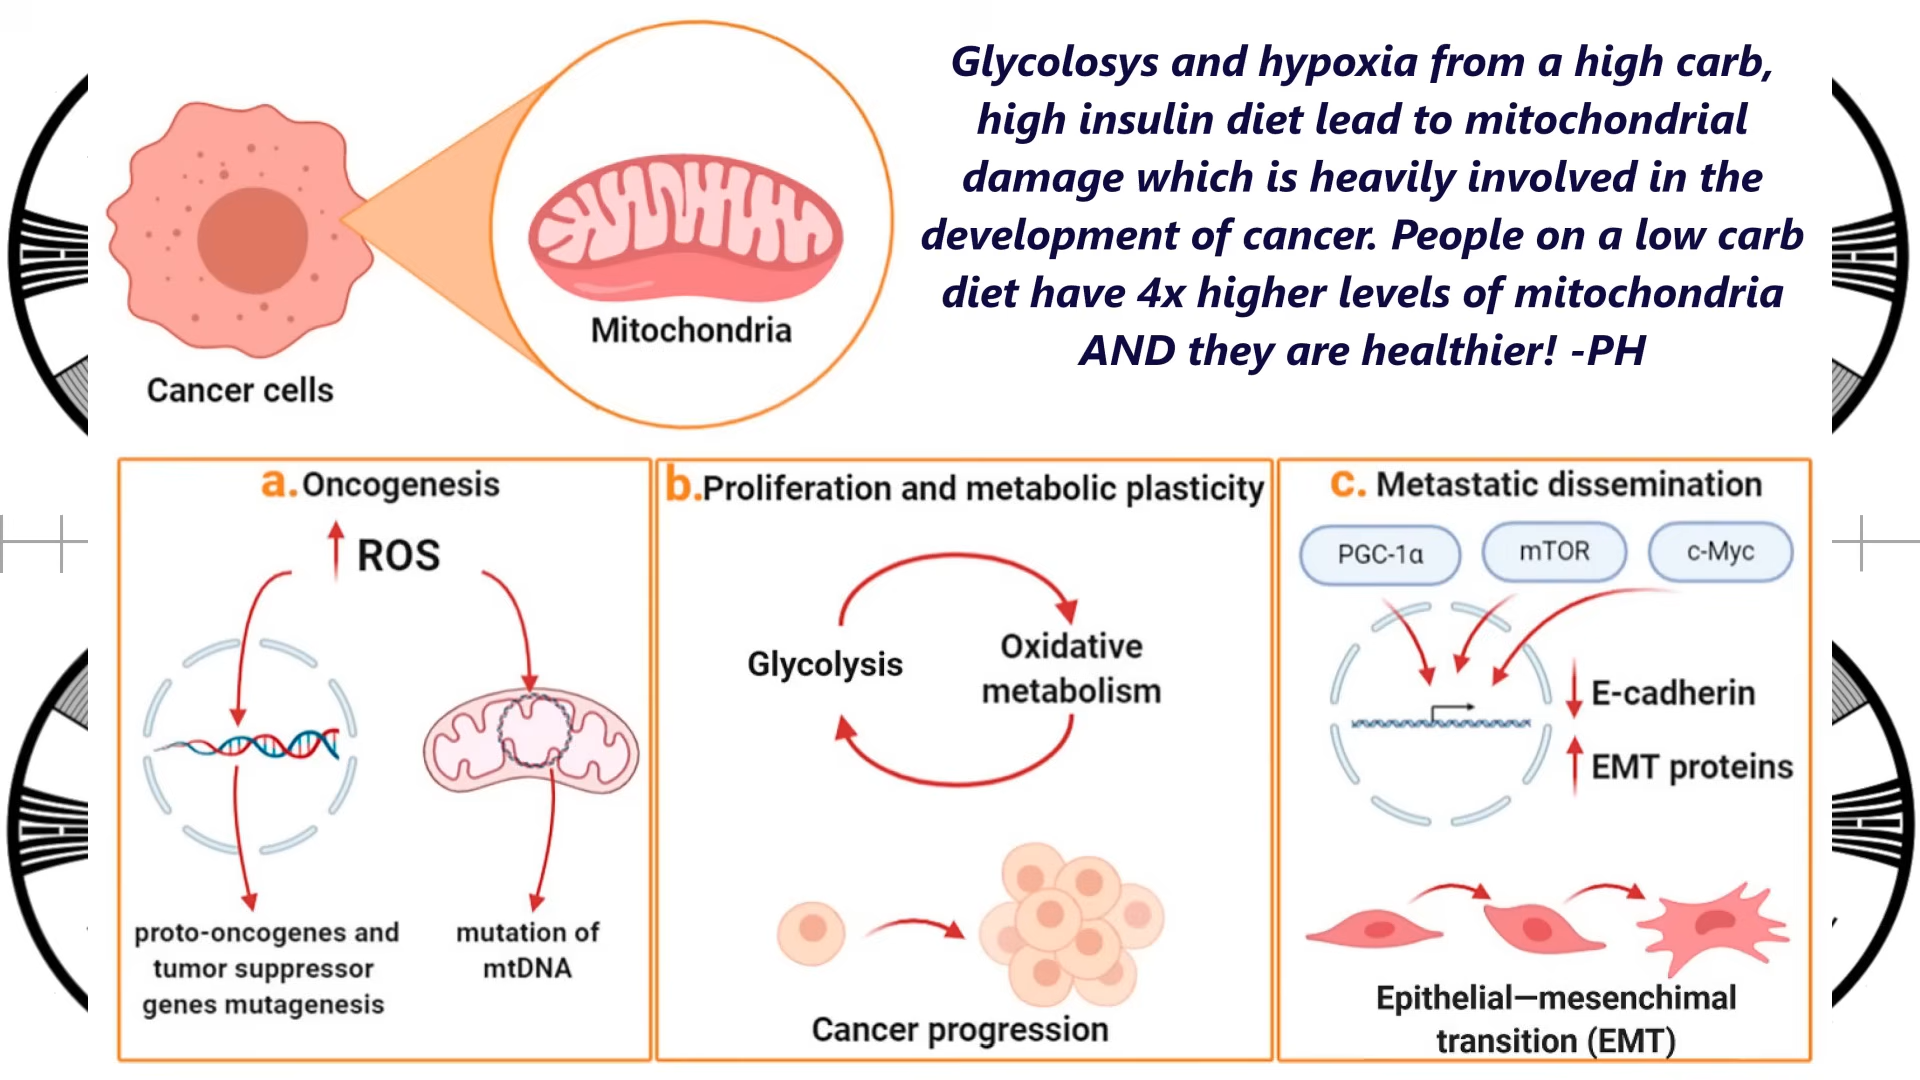 Glycolosys and hypoxia from a high carb,
high insulin diet lead to mitochondrial
damage which is heavily involved in the
development of cancer. People on a low carb
diet have 4x higher levels of mitochondria
AND they are healthier! -PH
Mitochondria
Cancer cells
a. Oncogenesis
ROS
proto-oncogenes and
tumor suppressor
genes mutagenesis
mutation of
mtDNA
b. Proliferation and metabolic plasticity
Glycolysis
Oxidative
metabolism
Cancer progression
c. Metastatic dissemination
PGC-1α
mTOR
c-Myc
E-cadherin
EMT proteins
Epithelial—mesenchimal
transition (EMT)